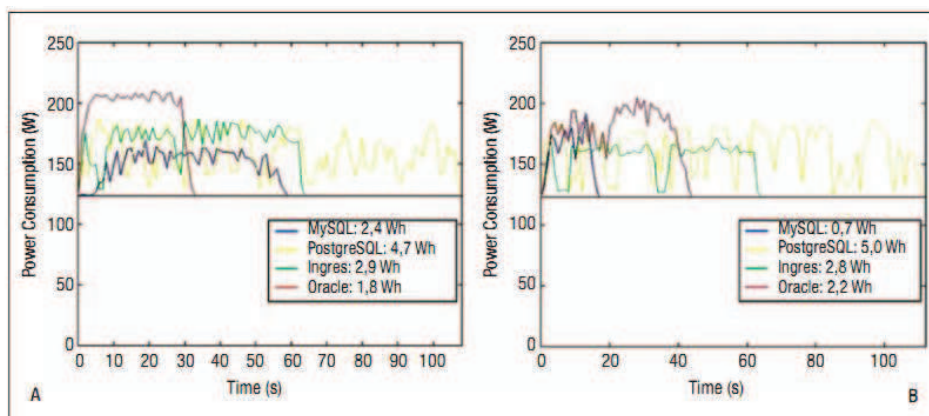 250
200
150
100
50
0
Power Consumption (W)
MySQL: 2,4 Wh
PostgreSQL: 4,7 Wh
Ingres: 2,9 Wh
Oracle: 1,8 Wh
0 10 20 30 40 50 60 70 80 90 100
Time (s)
A
250
200
150
100
50
0
Power Consumption (W)
MySQL: 0,7 Wh
PostgreSQL: 5,0 Wh
Ingres: 2,8 Wh
Oracle: 2,2 Wh
0 20 40 60 80 100
Time (s)
B